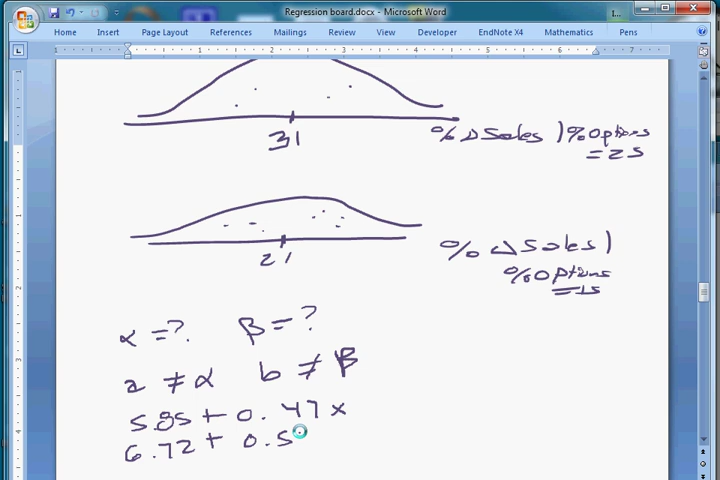 Regression board.docx - Microsoft Word
Home Insert Page Layout References Mailings Review View Developer EndNote X4 Mathematics Pens
31
%ΔSales |%Options
=25
21
%ΔSales|
%Options
=15
α =? β=?
a ≠ α b ≠ β
5.85 + 0.47x
6.72 + 0.5